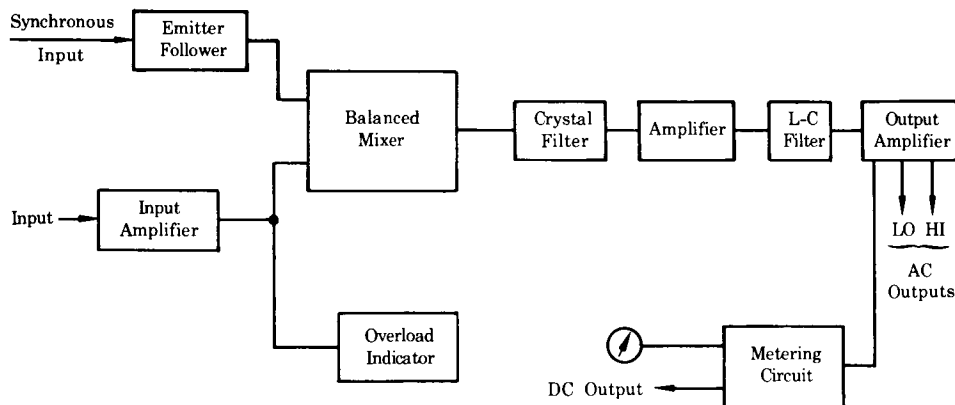 Synchronous
Input
Emitter
Follower
Balanced
Mixer
Crystal
Filter
Amplifier
L-C
Filter
Output
Amplifier
Input
Input
Amplifier
LO HI
AC
Outputs
Overload
Indicator
Metering
Circuit
DC Output